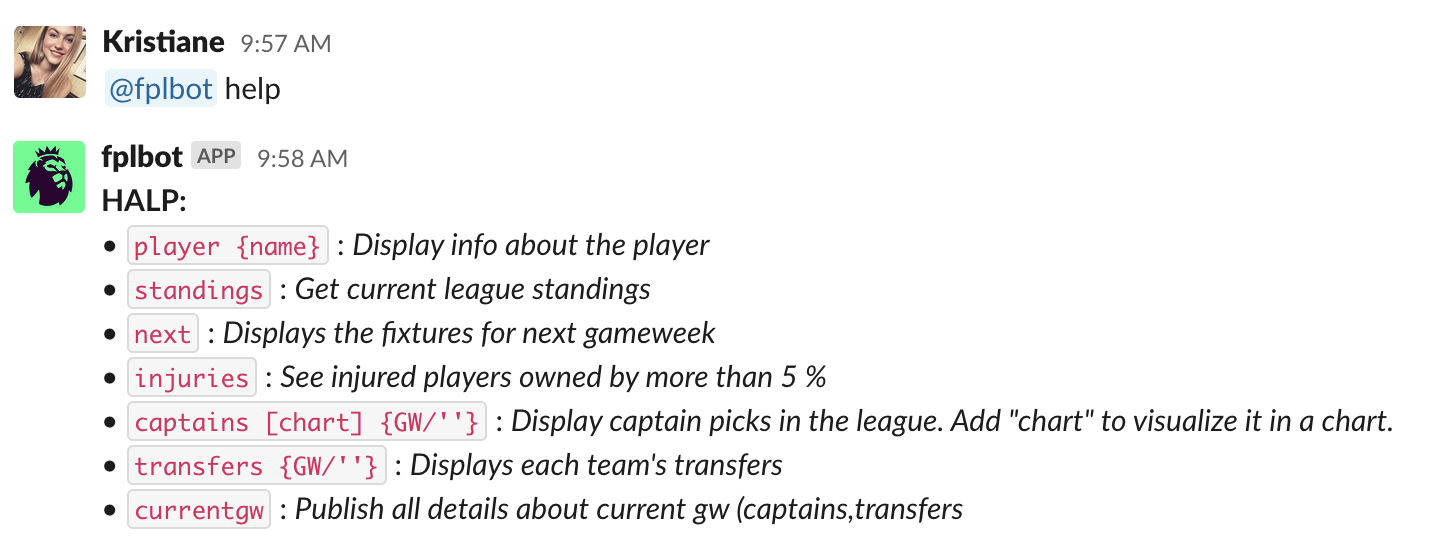 Kristiane 9:57 AM
@fplbot help
fplbot APP 9:58 AM
HALP:
• player {name} : Display info about the player
• standings : Get current league standings
• next : Displays the fixtures for next gameweek
• injuries : See injured players owned by more than 5 %
• captains [chart] {GW/''} : Display captain picks in the league. Add "chart" to visualize it in a chart.
• transfers {GW/''} : Displays each team's transfers
• currentgw : Publish all details about current gw (captains,transfers